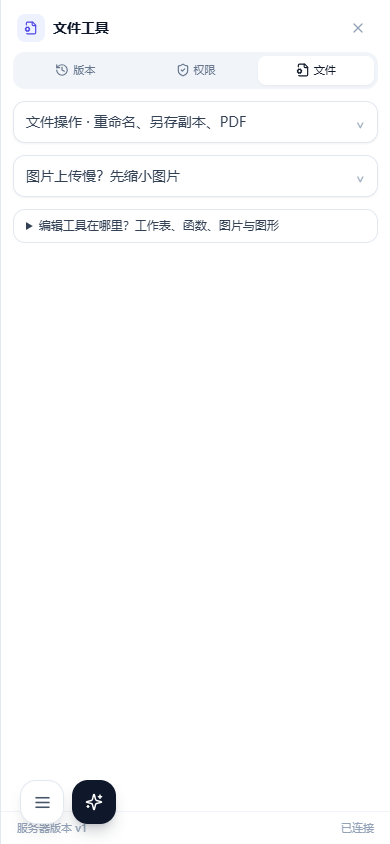 文件工具
版本
权限
文件
文件操作 · 重命名、另存副本、PDF
图片上传慢？先缩小图片
编辑工具在哪里？工作表、函数、图片与图形
服务器版本 v1
已连接